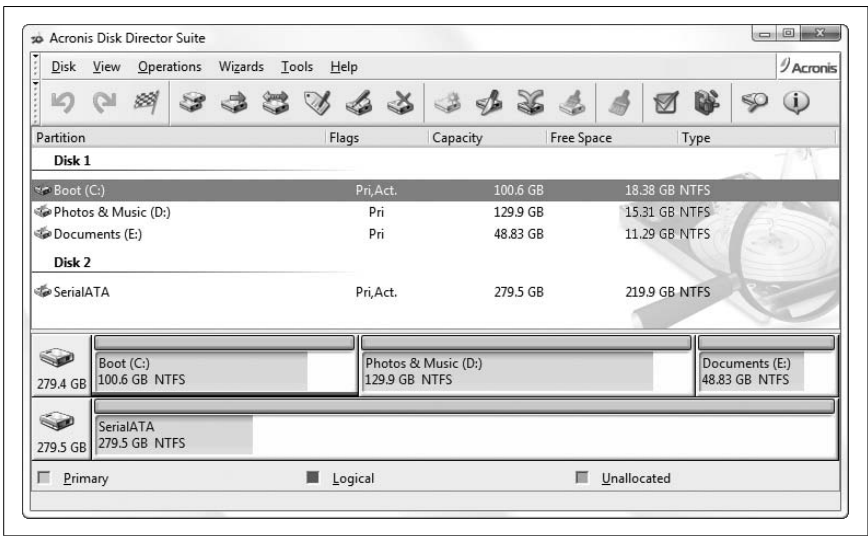 Acronis Disk Director Suite
Disk View Operations Wizards Tools Help Acronis
Partition Flags Capacity Free Space Type
Disk 1
Boot (C:) Pri,Act. 100.6 GB 18.38 GB NTFS
Photos & Music (D:) Pri 129.9 GB 15.31 GB NTFS
Documents (E:) Pri 48.83 GB 11.29 GB NTFS
Disk 2
SerialATA Pri,Act. 279.5 GB 219.9 GB NTFS
279.4 GB
Boot (C:)
100.6 GB NTFS
Photos & Music (D:)
129.9 GB NTFS
Documents (E:)
48.83 GB NTFS
279.5 GB
SerialATA
279.5 GB NTFS
Primary Logical Unallocated